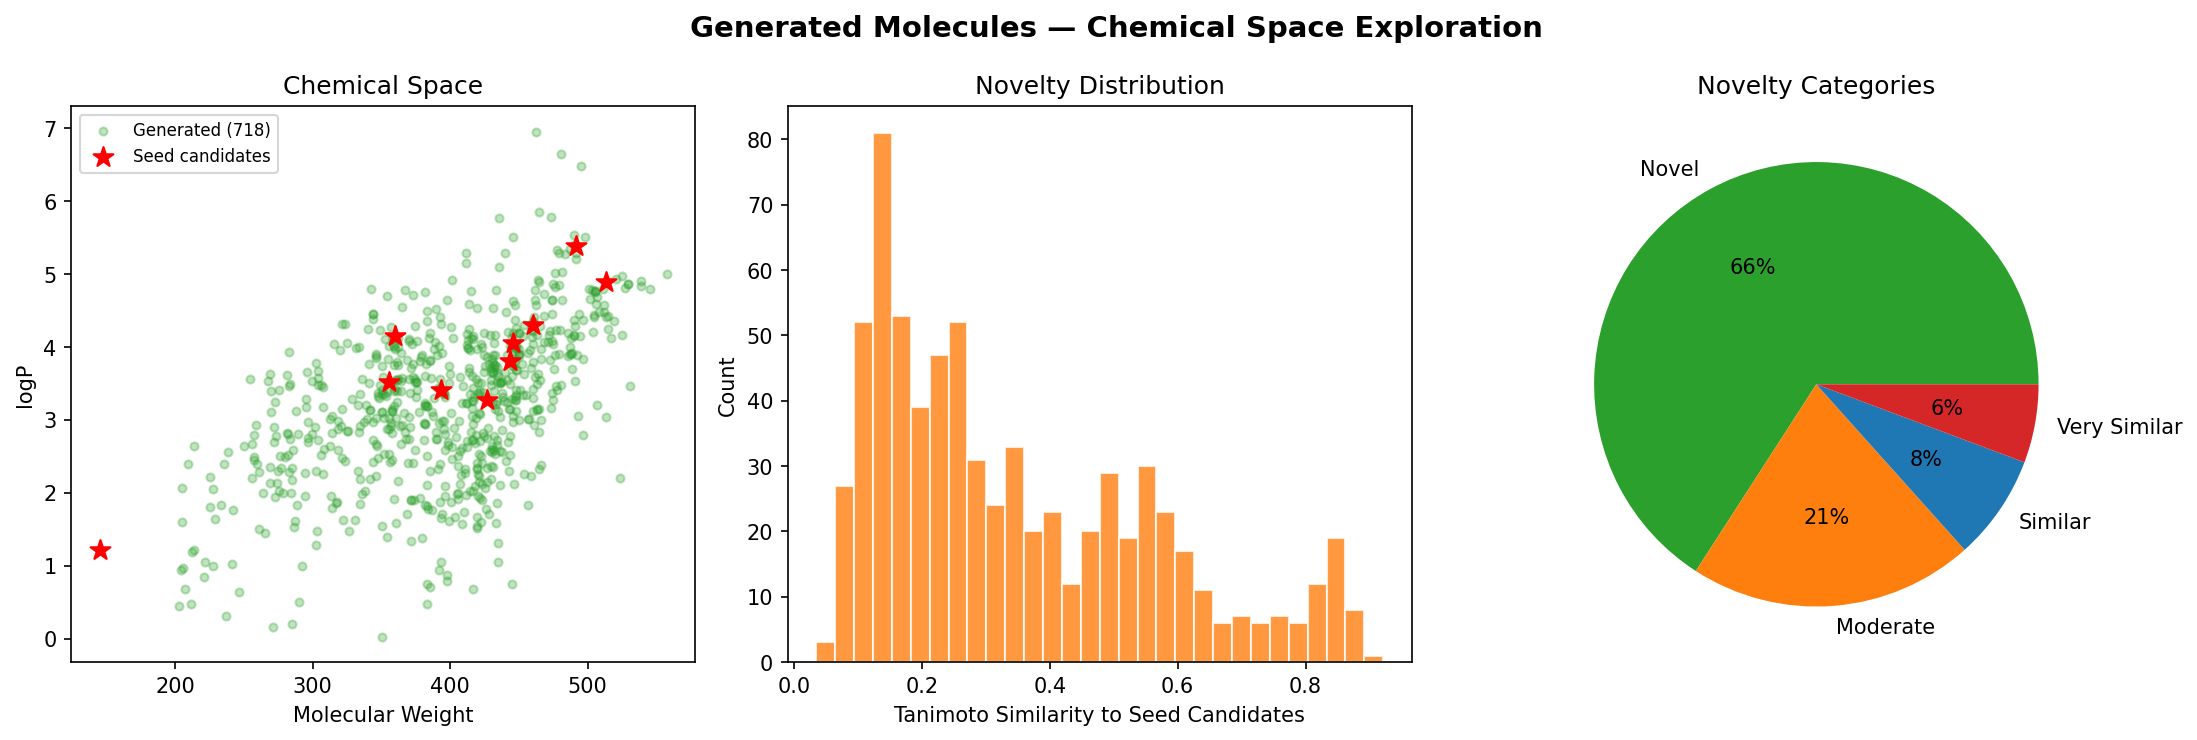 Generated Molecules — Chemical Space Exploration
Chemical Space
Generated (718)
Seed candidates
logP
7
6
5
4
3
2
1
0
200 300 400 500
Molecular Weight
Novelty Distribution
Count
80
70
60
50
40
30
20
10
0
0.0 0.2 0.4 0.6 0.8
Tanimoto Similarity to Seed Candidates
Novelty Categories
Novel
66%
6%
Very Similar
8%
21%
Similar
Moderate